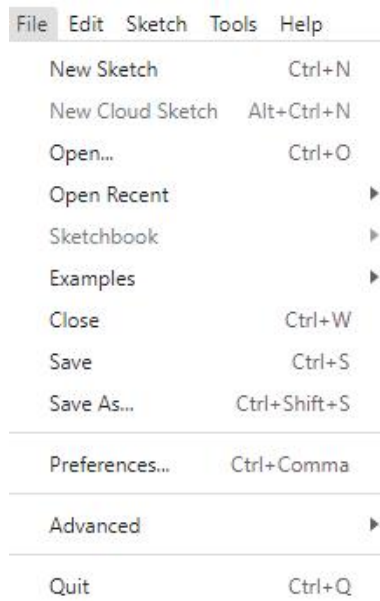 File Edit Sketch Tools Help
New Sketch Ctrl+N
New Cloud Sketch Alt+Ctrl+N
Open... Ctrl+O
Open Recent
Sketchbook
Examples
Close Ctrl+W
Save Ctrl+S
Save As... Ctrl+Shift+S
Preferences... Ctrl+Comma
Advanced
Quit Ctrl+Q